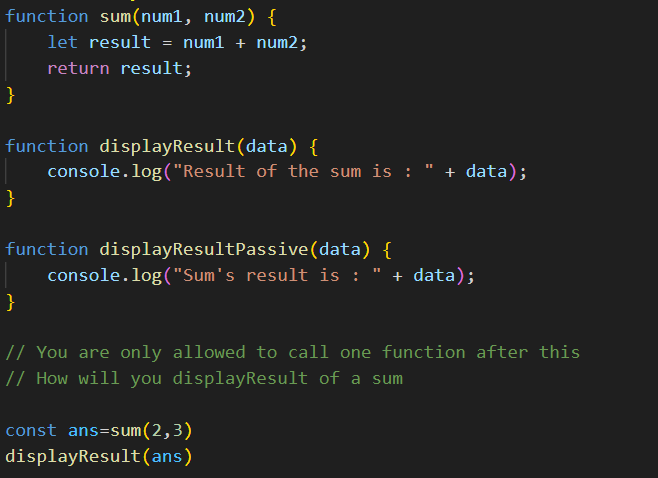 function sum(num1, num2) {
    let result = num1 + num2;
    return result;
}

function displayResult(data) {
    console.log("Result of the sum is : " + data);
}

function displayResultPassive(data) {
    console.log("Sum's result is : " + data);
}

// You are only allowed to call one function after this
// How will you displayResult of a sum

const ans=sum(2,3)
displayResult(ans)